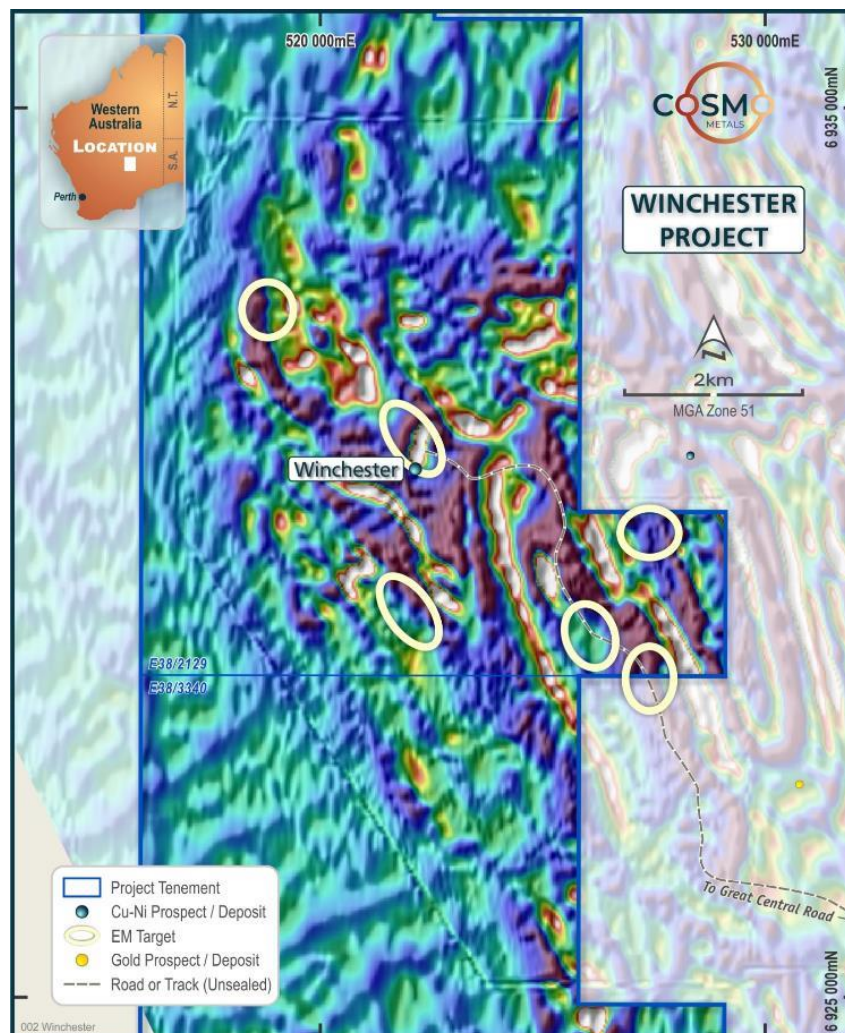 520 000mE
530 000mE
6 935 000mN
Western
Australia
LOCATION
Perth
N.T.
S.A.
COSMO
METALS
WINCHESTER
PROJECT
N
2km
MGA Zone 51
Winchester
E38/2129
E38/3340
Project Tenement
Cu-Ni Prospect / Deposit
EM Target
Gold Prospect / Deposit
Road or Track (Unsealed)
To Great Central Road
6 925 000mN
002 Winchester